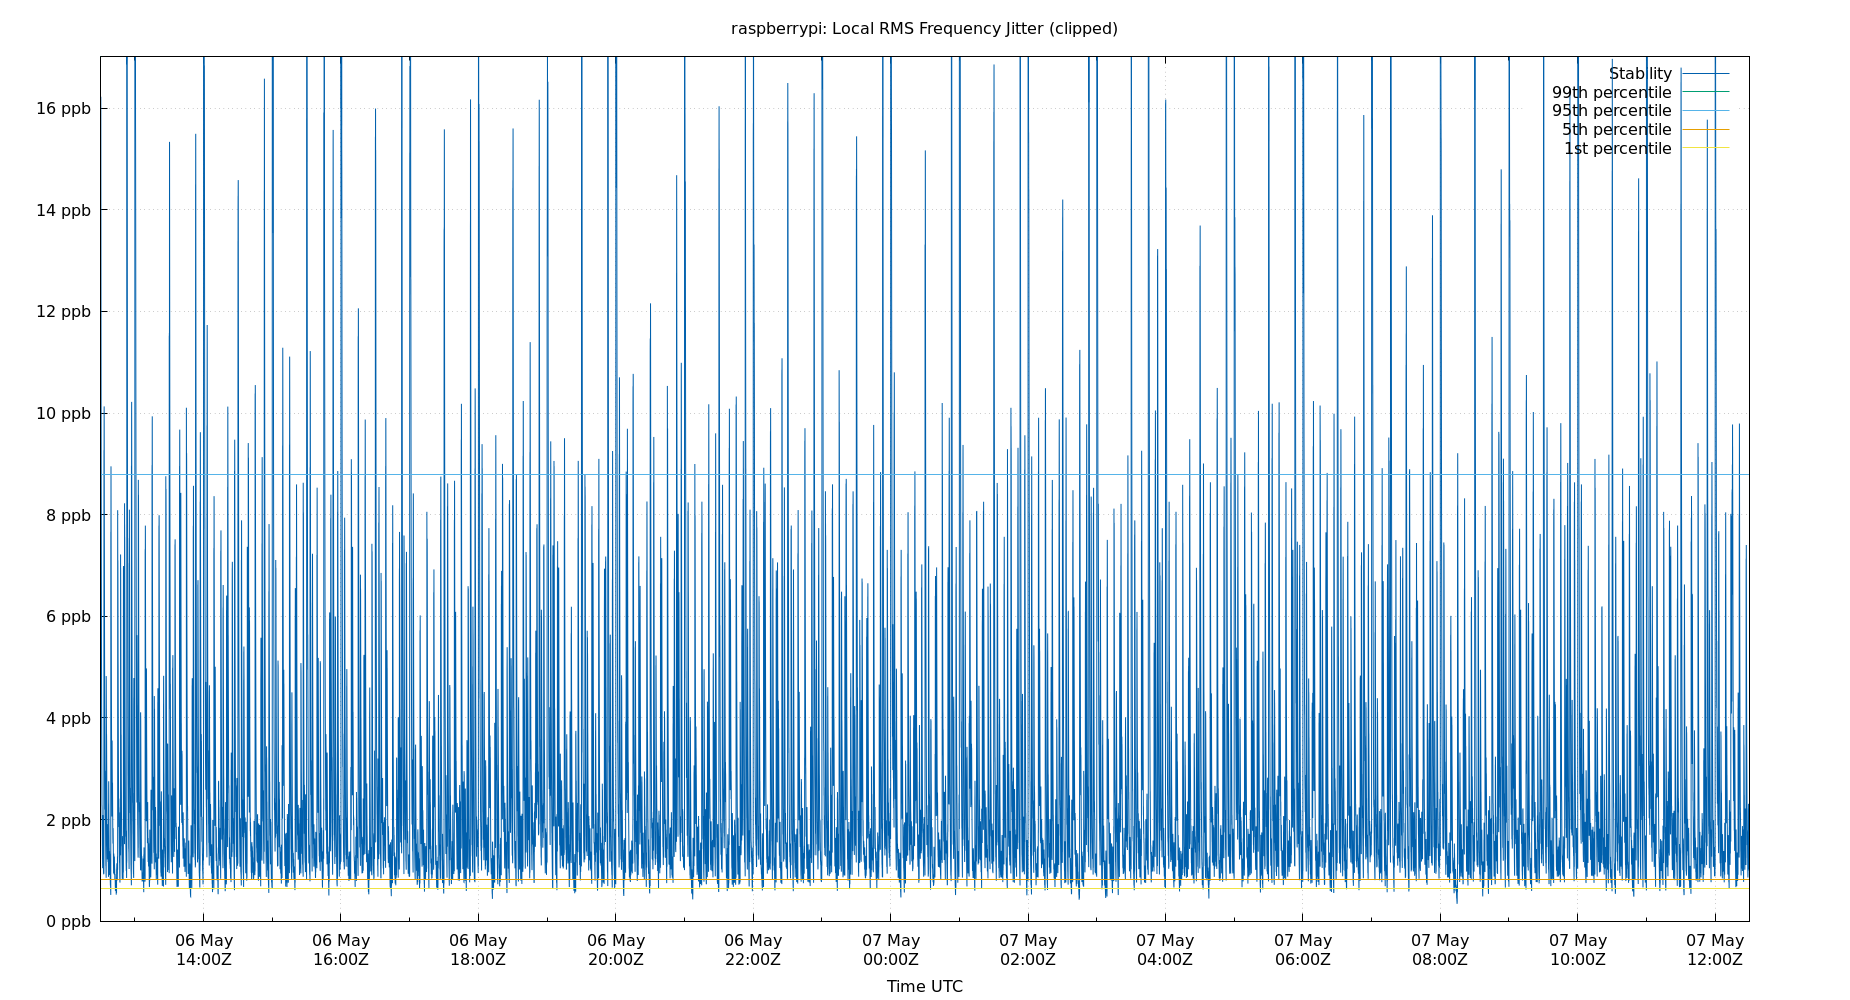 raspberrypi: Local RMS Frequency Jitter (clipped)
Stability
99th percentile
95th percentile
5th percentile
1st percentile
16 ppb
14 ppb
12 ppb
10 ppb
8 ppb
6 ppb
4 ppb
2 ppb
0 ppb
06 May 06 May 06 May 06 May 06 May 07 May 07 May 07 May 07 May 07 May 07 May 07 May
14:00Z 16:00Z 18:00Z 20:00Z 22:00Z 00:00Z 02:00Z 04:00Z 06:00Z 08:00Z 10:00Z 12:00Z
Time UTC